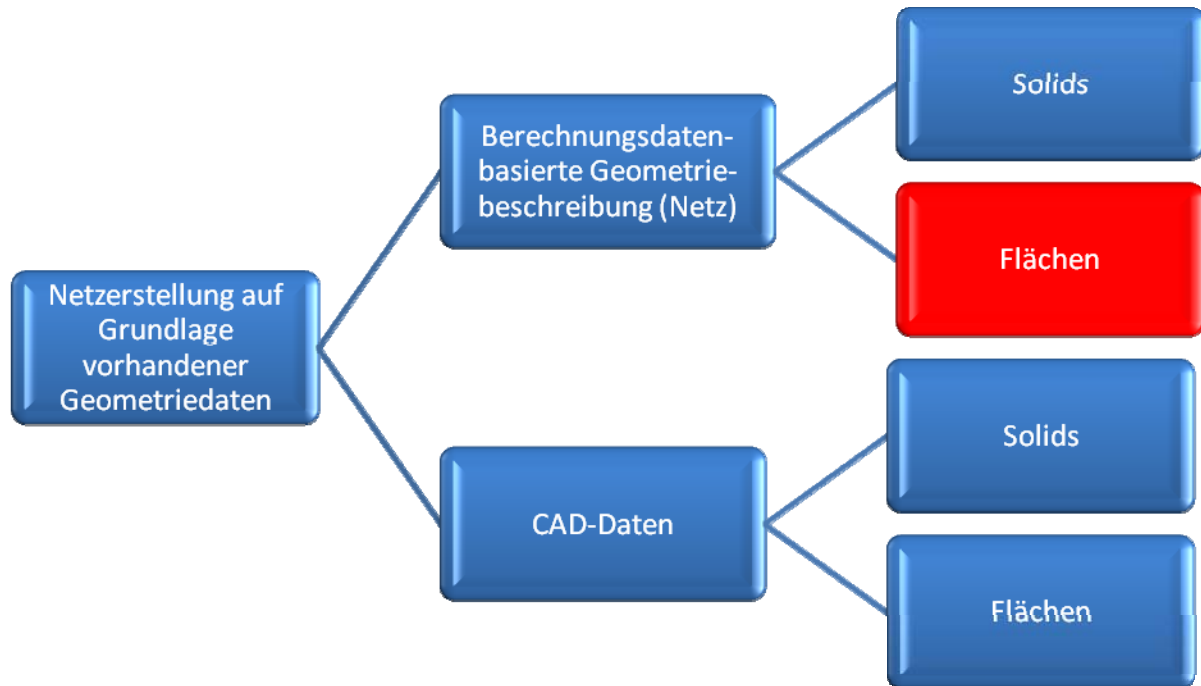 Netzerstellung auf
Grundlage
vorhandener
Geometriedaten
Berechnungsdaten-
basierte Geometrie-
beschreibung (Netz)
Solids
Flächen
CAD-Daten
Solids
Flächen